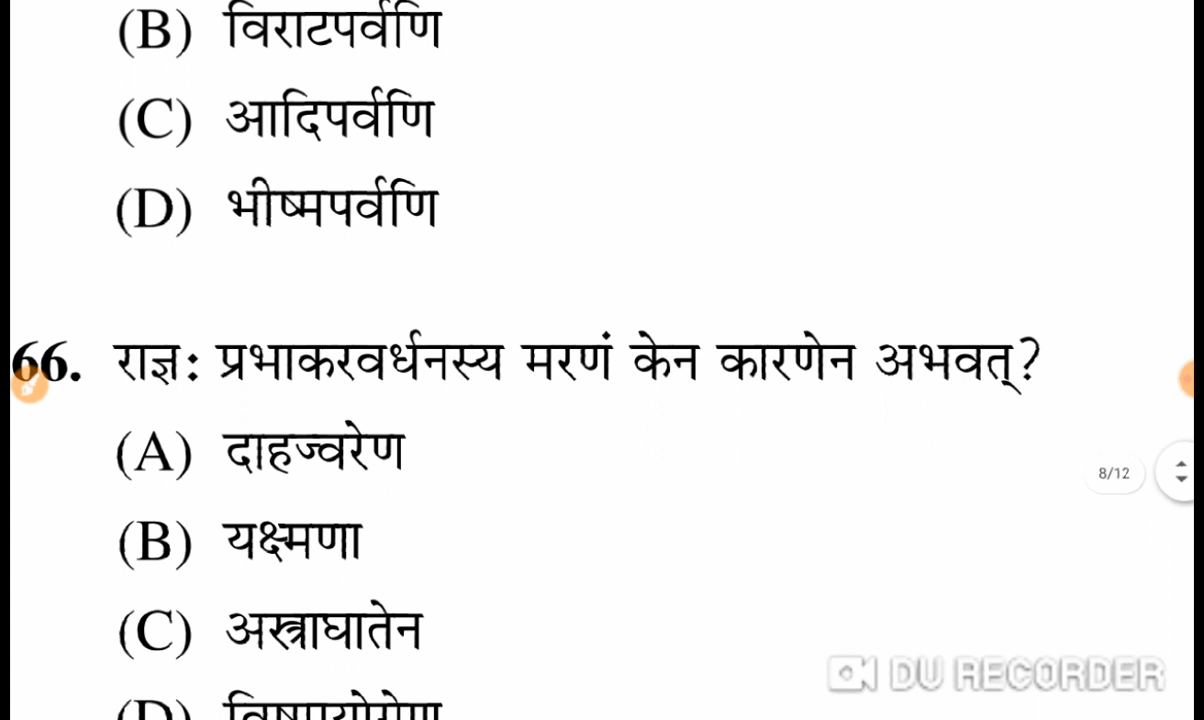 (B) विराटपर्वणि
(C) आदिपर्वणि
(D) भीष्मपर्वणि
66. राज्ञः प्रभाकरवर्धनस्य मरणं केन कारणेन अभवत्?
(A) दाहज्वरेण
8/12
(B) यक्ष्मणा
(C) अस्त्राघातेन
DU RECORDER
(D)